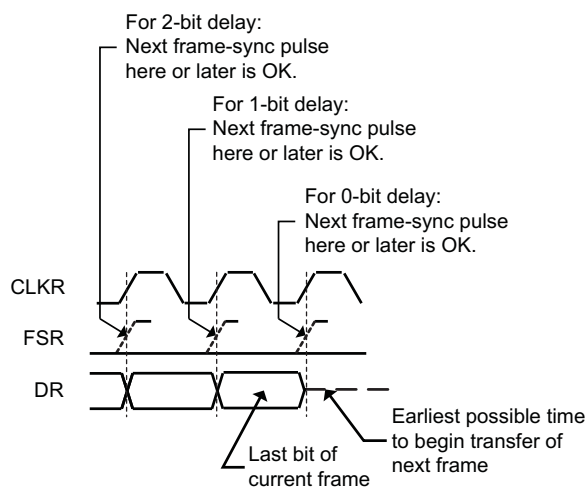 For 2-bit delay:
Next frame-sync pulse
here or later is OK.
For 1-bit delay:
Next frame-sync pulse
here or later is OK.
For 0-bit delay:
Next frame-sync pulse
here or later is OK.
CLKR
FSR
DR
Last bit of
current frame
Earliest possible time
to begin transfer of
next frame